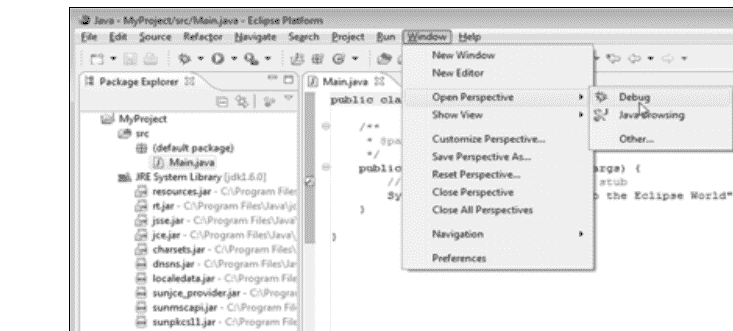 Java - MyProject/src/Main.java - Eclipse Platform
File Edit Source Refactor Navigate Search Project Run Window Help
Package Explorer
MyProject
src
(default package)
Main.java
JRE System Library [jdk1.6.0]
resources.jar - C:\Program Files
rt.jar - C:\Program Files\Java\j
jsse.jar - C:\Program Files\Java
jce.jar - C:\Program Files\Java\
charsets.jar - C:\Program Files
dnsns.jar - C:\Program Files\
localedata.jar - C:\Program File
sunjce_provider.jar - C:\Progra
sunmscapi.jar - C:\Program File
sunpkcs11.jar - C:\Program File
Main.java
public cla
/**
* @pa
*/
publi
//
Sy
}
}
args) {
stub
o the Eclipse World"
New Window
New Editor
Open Perspective
Show View
Customize Perspective...
Save Perspective As...
Reset Perspective...
Close Perspective
Close All Perspectives
Navigation
Preferences
Debug
Java Browsing
Other...